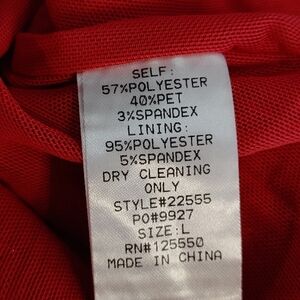 SELF:
57%POLYESTER
40%PET
3%SPANDEX
LINING:
95%POLYESTER
5%SPANDEX
DRY CLEANING
ONLY
STYLE#22555
PO#9927
SIZE:L
RN#125550
MADE IN CHINA